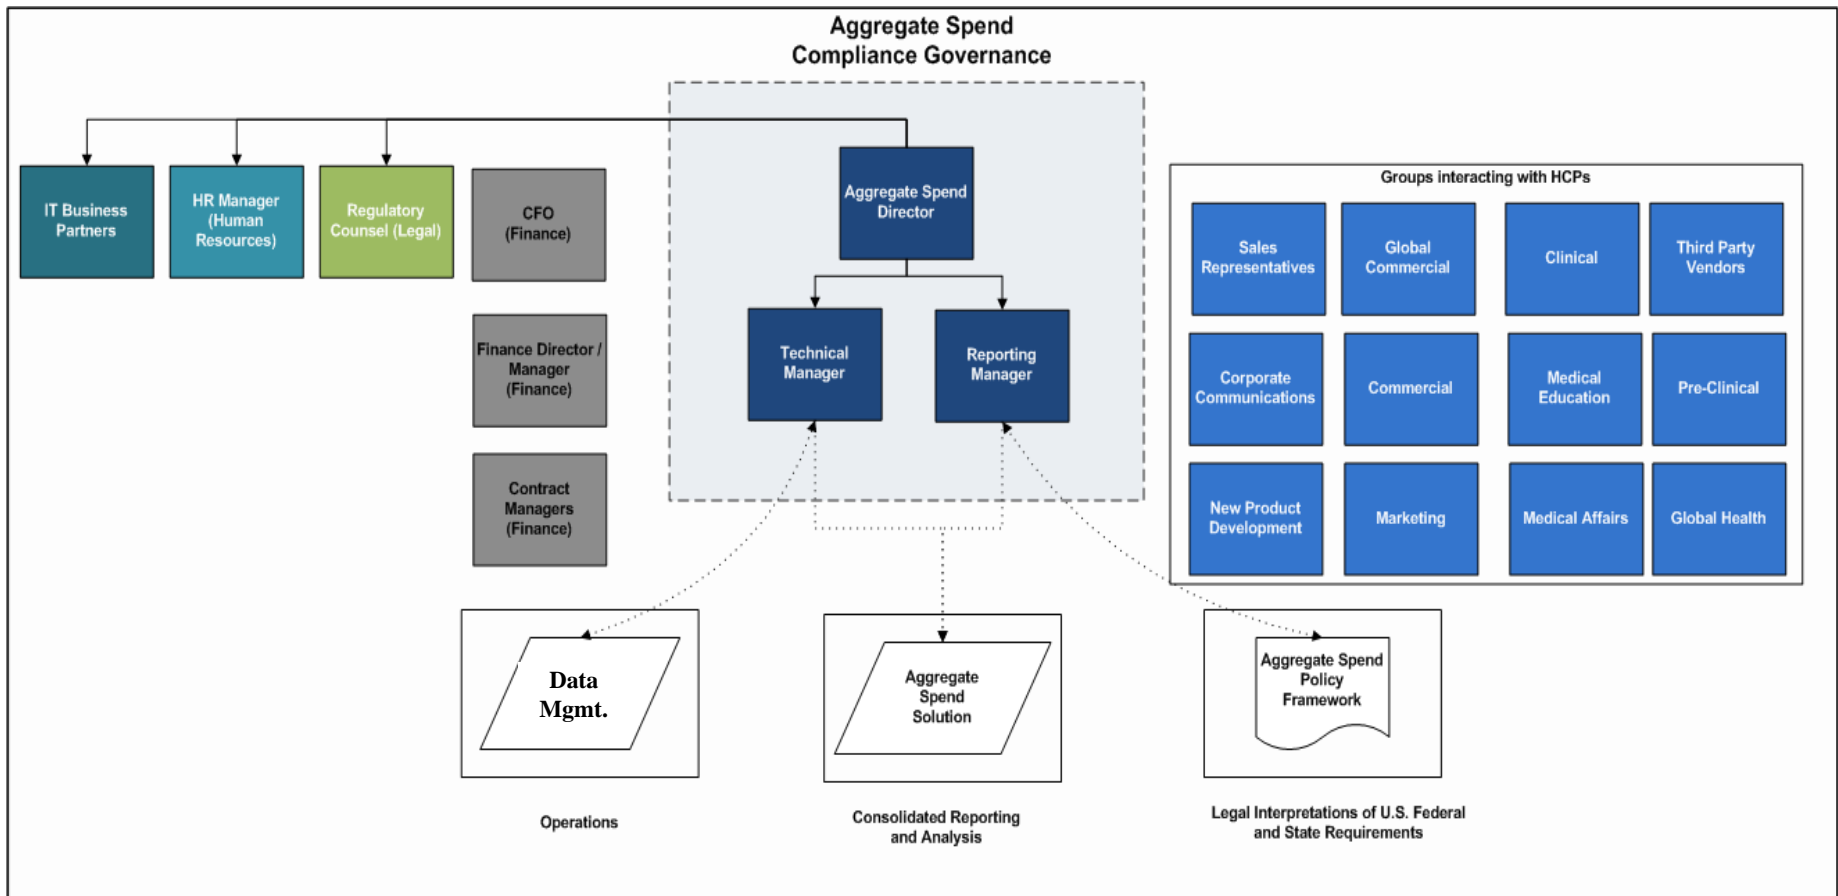 Aggregate Spend
Compliance Governance
IT Business
Partners
HR Manager
(Human
Resources)
Regulatory
Counsel (Legal)
CFO
(Finance)
Finance Director /
Manager
(Finance)
Contract
Managers
(Finance)
Aggregate Spend
Director
Technical
Manager
Reporting
Manager
Groups interacting with HCPs
Sales
Representatives
Global
Commercial
Clinical
Third Party
Vendors
Corporate
Communications
Commercial
Medical
Education
Pre-Clinical
New Product
Development
Marketing
Medical Affairs
Global Health
Data
Mgmt.
Operations
Aggregate
Spend
Solution
Consolidated Reporting
and Analysis
Aggregate Spend
Policy
Framework
Legal Interpretations of U.S. Federal
and State Requirements